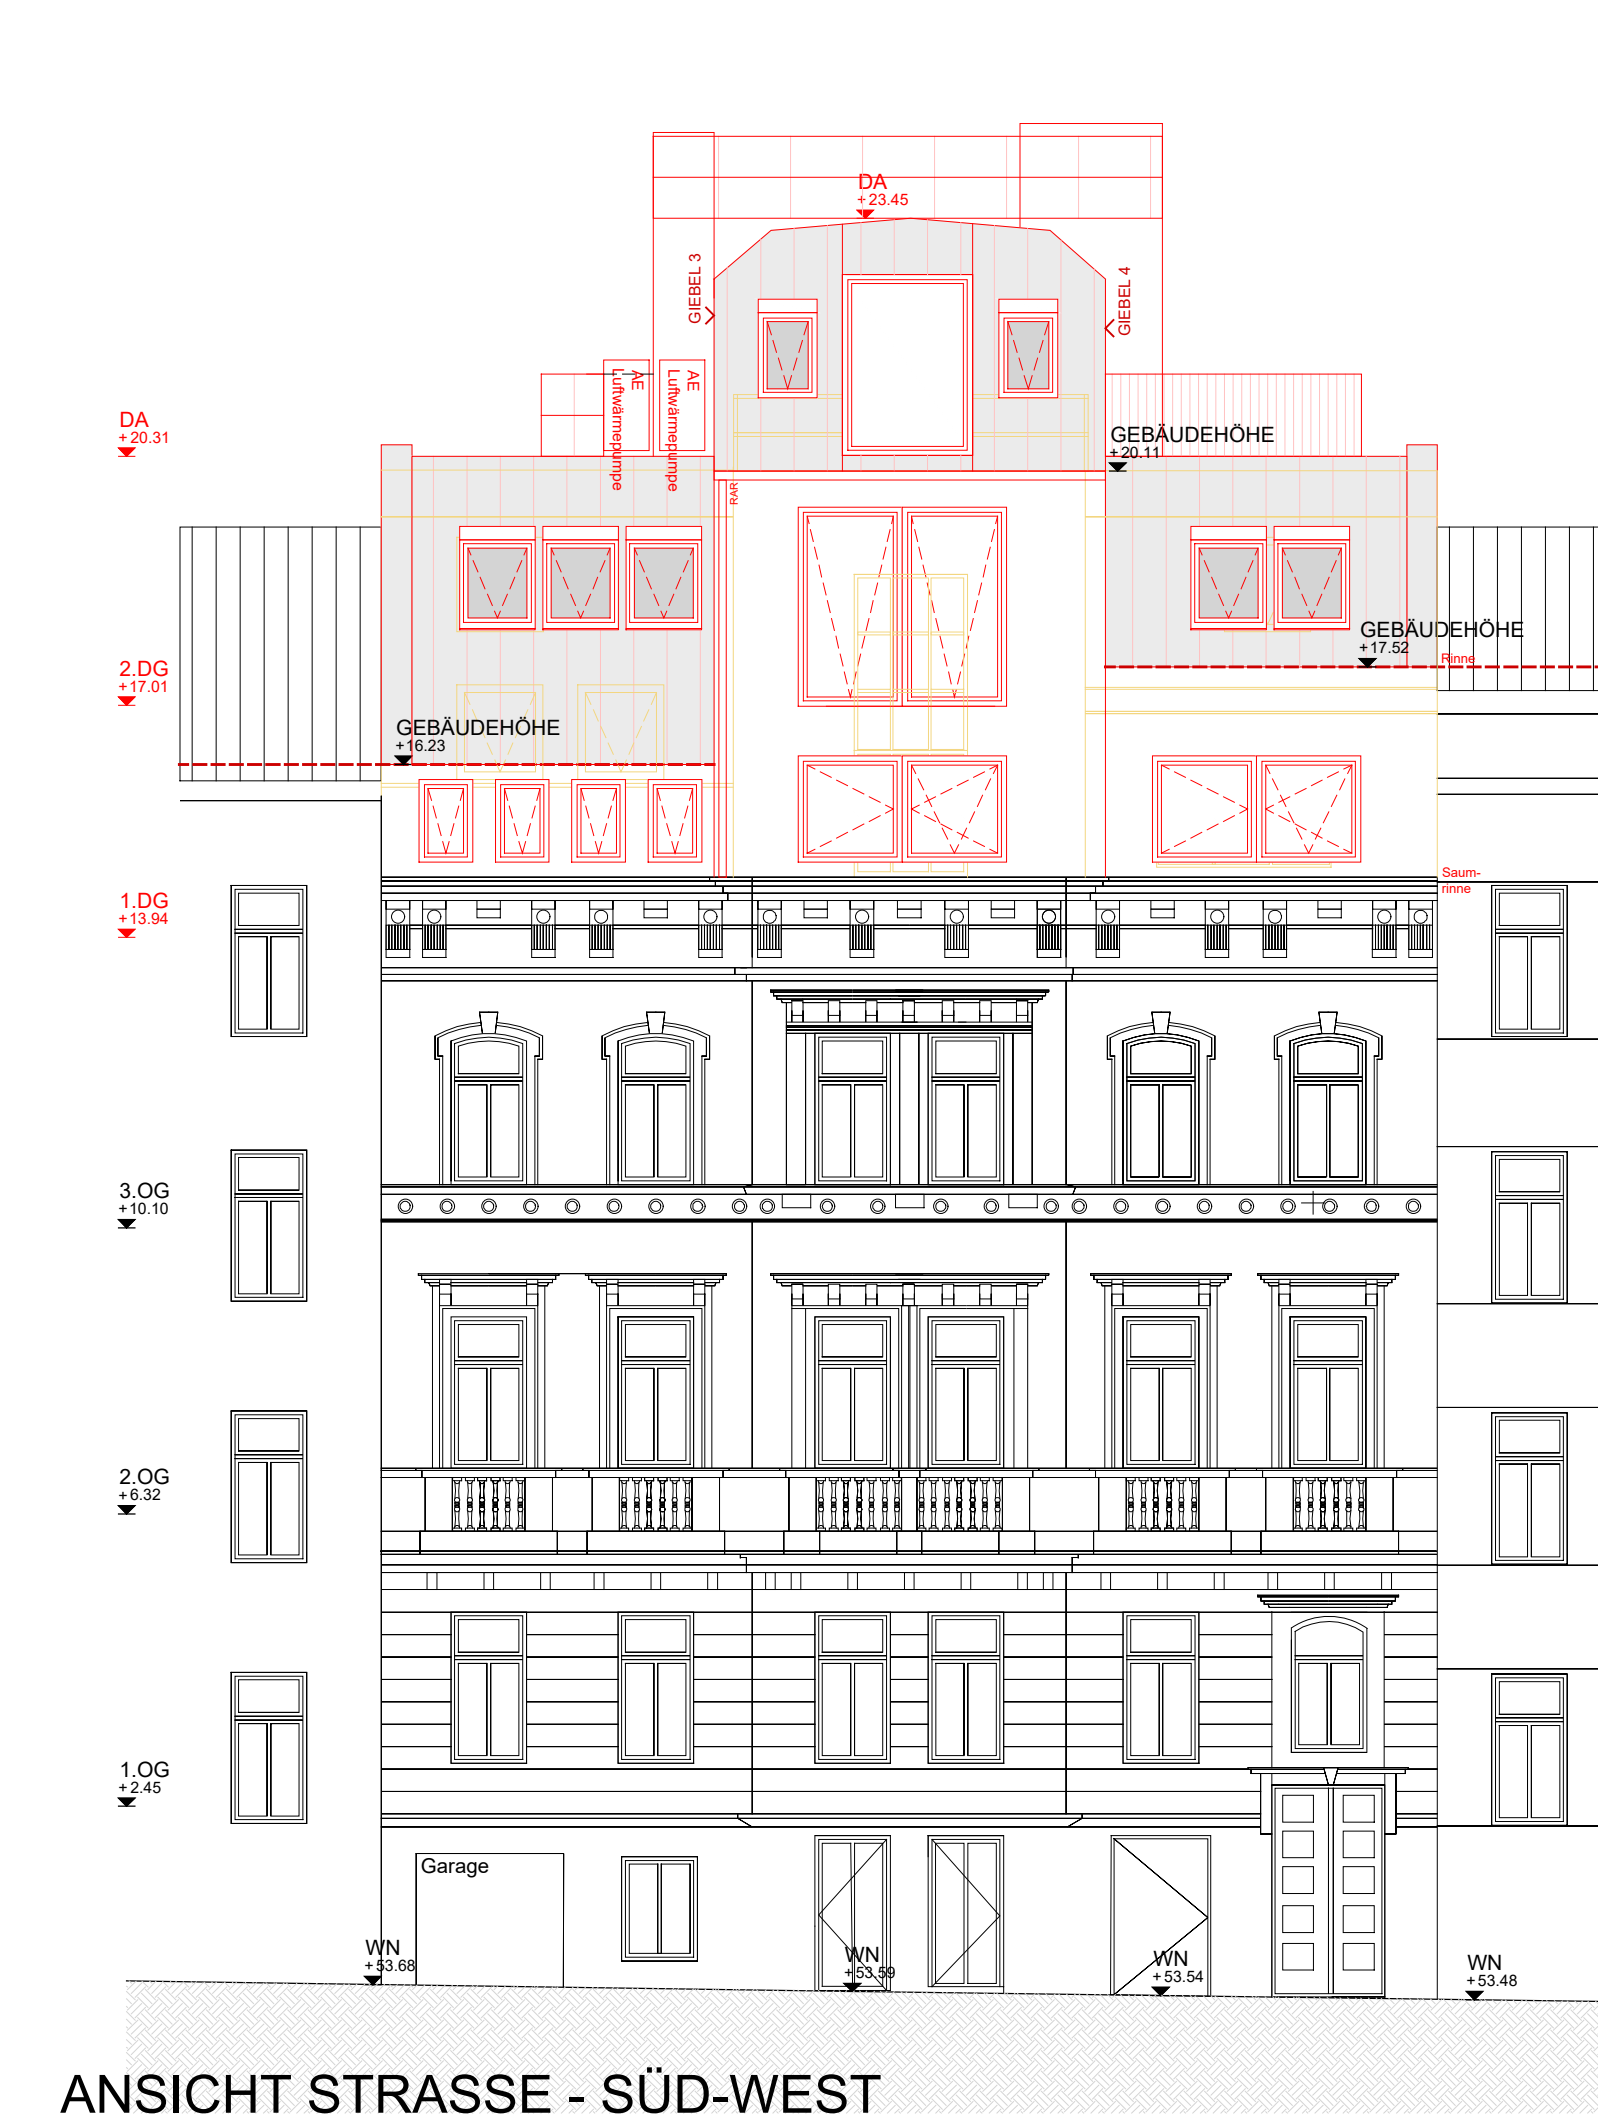 DA
+23.45
GIEBEL 3
GIEBEL 4
AE
Luftwärmepumpe
AE
Luftwärmepumpe
DA
+20.31
GEBÄUDEHÖHE
+20.11
RAR
GEBÄUDEHÖHE
+17.52
Rinne
2.DG
+17.01
GEBÄUDEHÖHE
+16.23
Saum-
rinne
1.DG
+13.94
3.OG
+10.10
2.OG
+6.32
1.OG
+2.45
Garage
WN
+53.68
WN
+53.59
WN
+53.54
WN
+53.48
ANSICHT STRASSE - SÜD-WEST